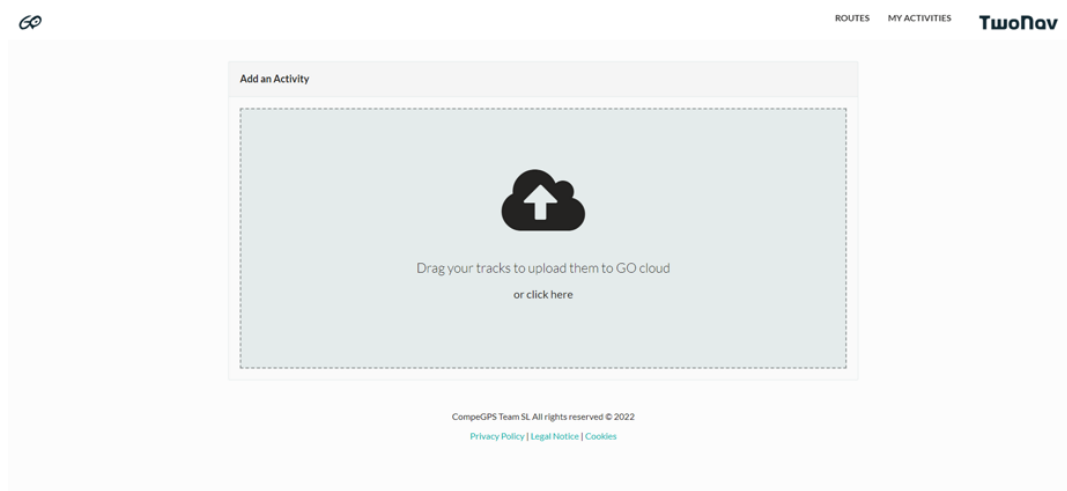 GO
ROUTES MY ACTIVITIES TwoNav
Add an Activity
Drag your tracks to upload them to GO cloud
or click here
CompeGPS Team SL All rights reserved © 2022
Privacy Policy | Legal Notice | Cookies